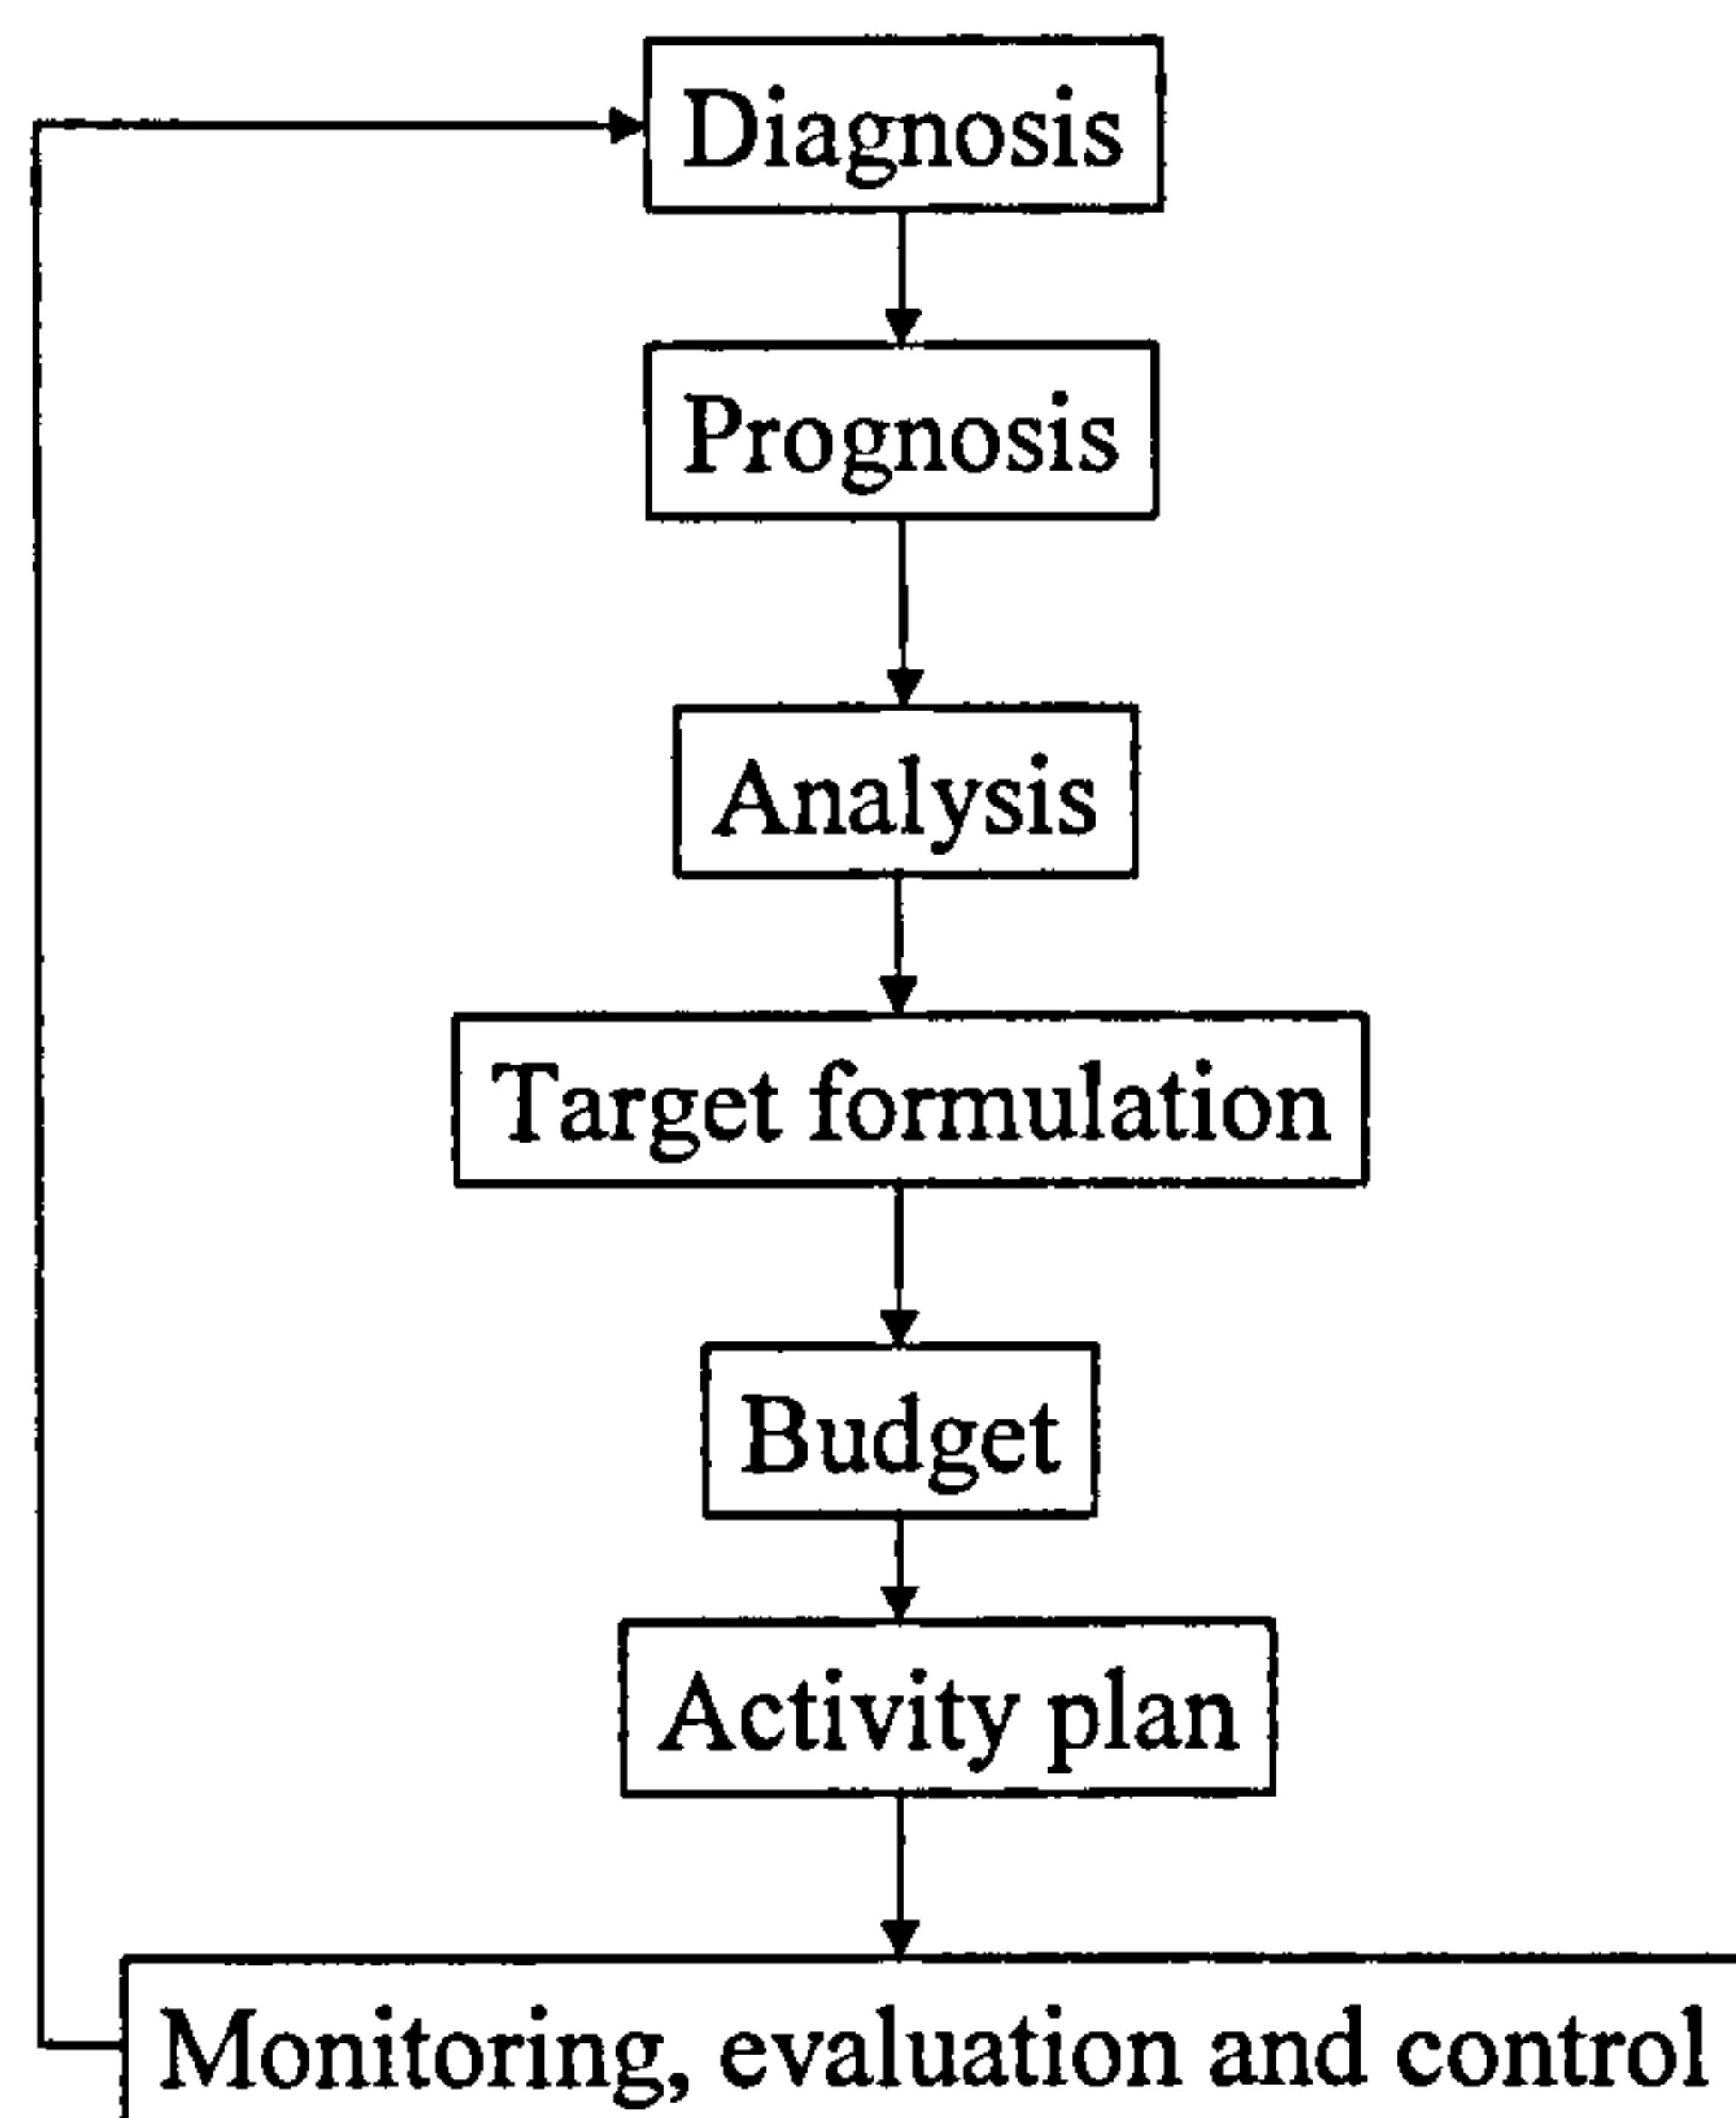 Diagnosis
Prognosis
Analysis
Target formulation
Budget
Activity plan
Monitoring, evaluation and control